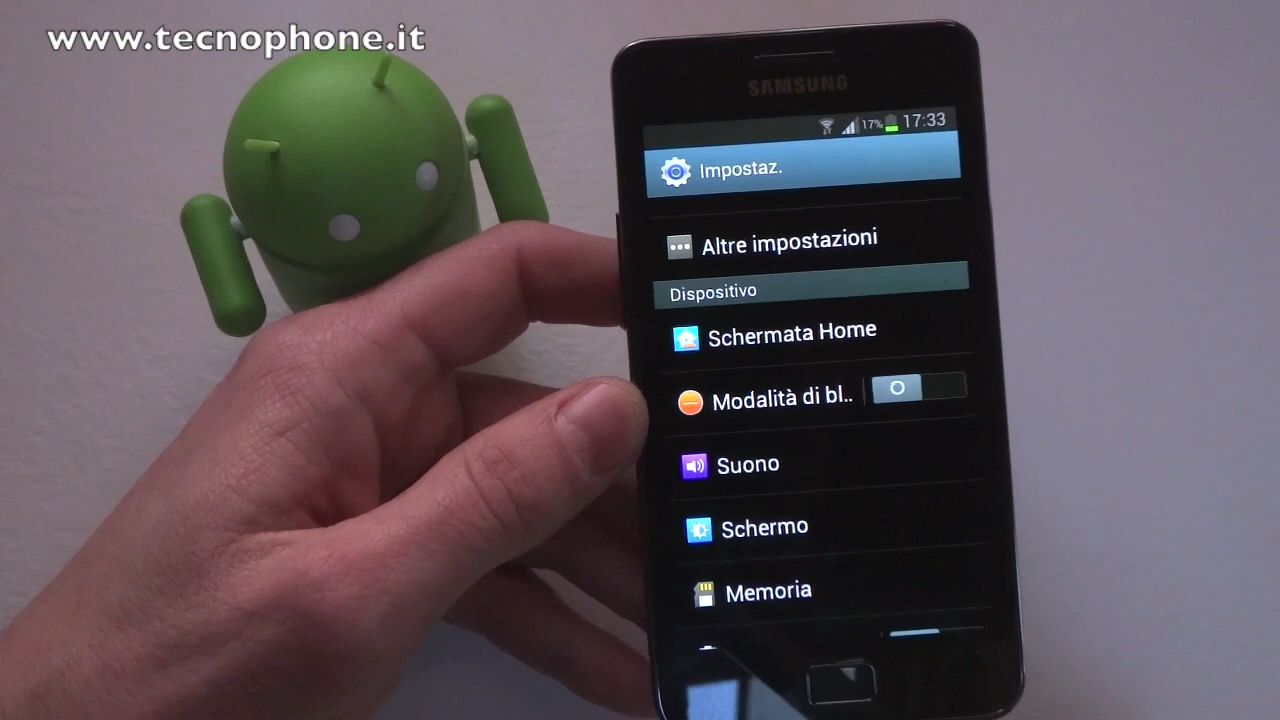 www.tecnophone.it
SAMSUNG
17% 17:33
Impostaz.
Altre impostazioni
Dispositivo
Schermata Home
Modalità di bl..
Suono
Schermo
Memoria